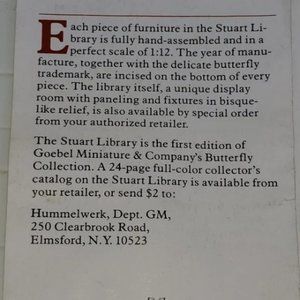 Each piece of furniture in the Stuart Li-
brary is fully hand-assembled and in a
perfect scale of 1:12. The year of manu-
facture, together with the delicate butterfly
trademark, are incised on the bottom of every
piece. The library itself, a unique display
room with paneling and fixtures in bisque-
like relief, is also available by special order
from your authorized retailer.
The Stuart Library is the first edition of
Goebel Miniature & Company's Butterfly
Collection. A 24-page full-color collector's
catalog on the Stuart Library is available from
your retailer, or send $2 to:
Hummelwerk, Dept. GM,
250 Clearbrook Road,
Elmsford, N.Y. 10523